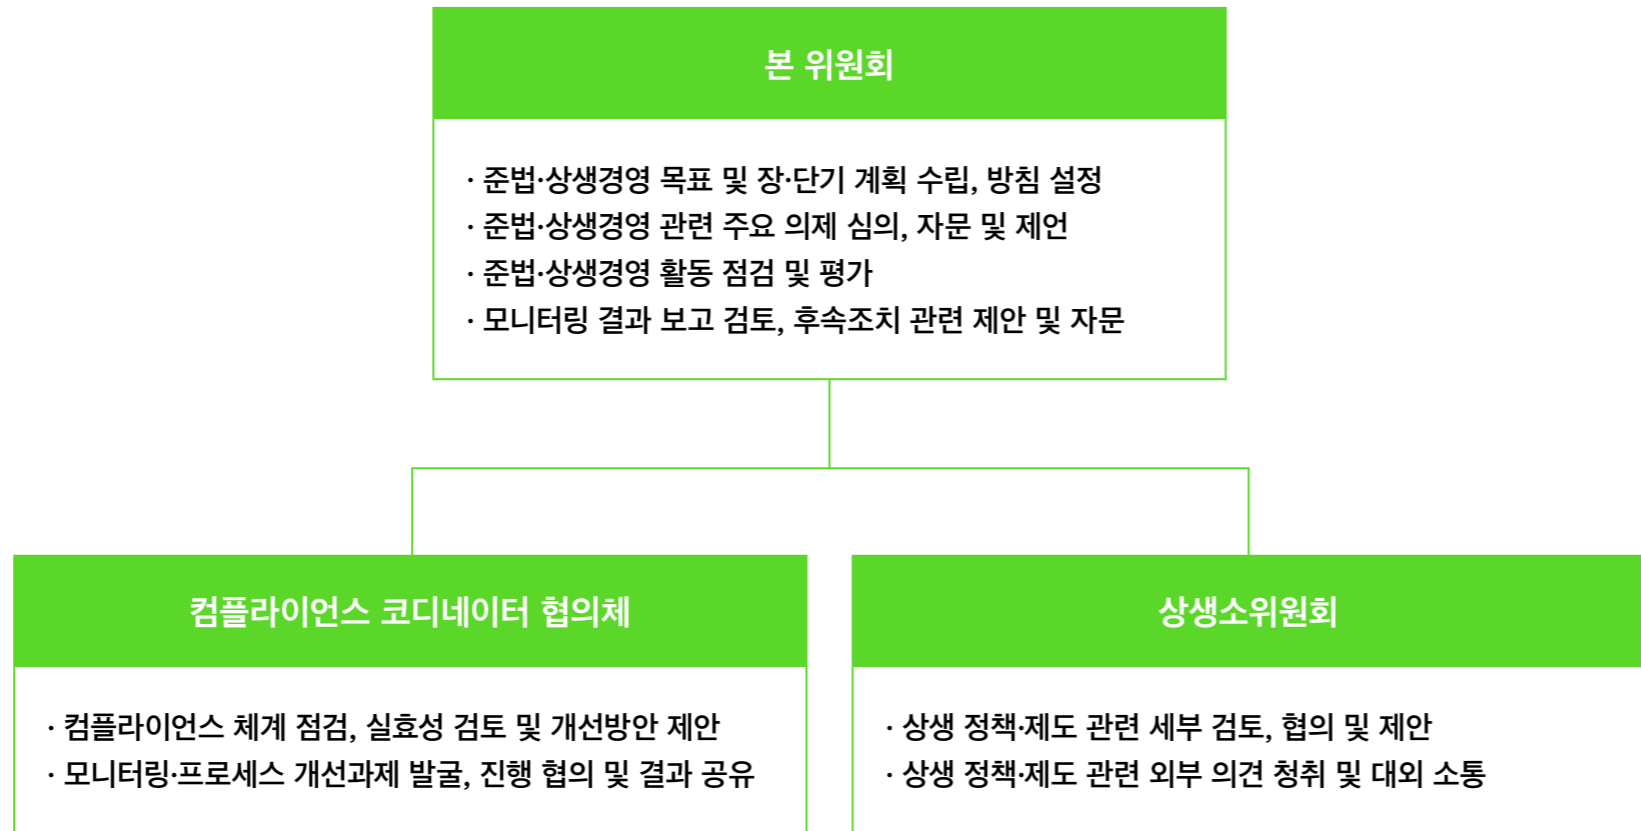 본 위원회
· 준법·상생경영 목표 및 장·단기 계획 수립, 방침 설정
· 준법·상생경영 관련 주요 의제 심의, 자문 및 제언
· 준법·상생경영 활동 점검 및 평가
· 모니터링 결과 보고 검토, 후속조치 관련 제안 및 자문
컴플라이언스 코디네이터 협의체
· 컴플라이언스 체계 점검, 실효성 검토 및 개선방안 제안
· 모니터링·프로세스 개선과제 발굴, 진행 협의 및 결과 공유
상생소위원회
· 상생 정책·제도 관련 세부 검토, 협의 및 제안
· 상생 정책·제도 관련 외부 의견 청취 및 대외 소통